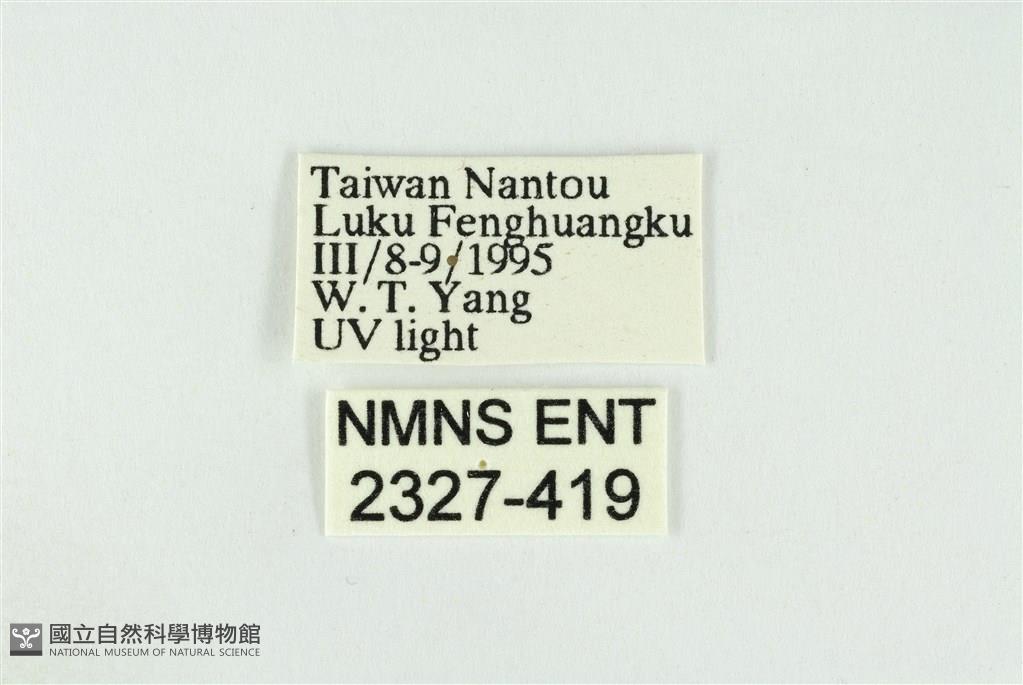 Taiwan Nantou
Luku Fenghuangku
III/8-9/1995
W. T. Yang
UV light
NMNS ENT
2327-419
國立自然科學博物館
NATIONAL MUSEUM OF NATURAL SCIENCE